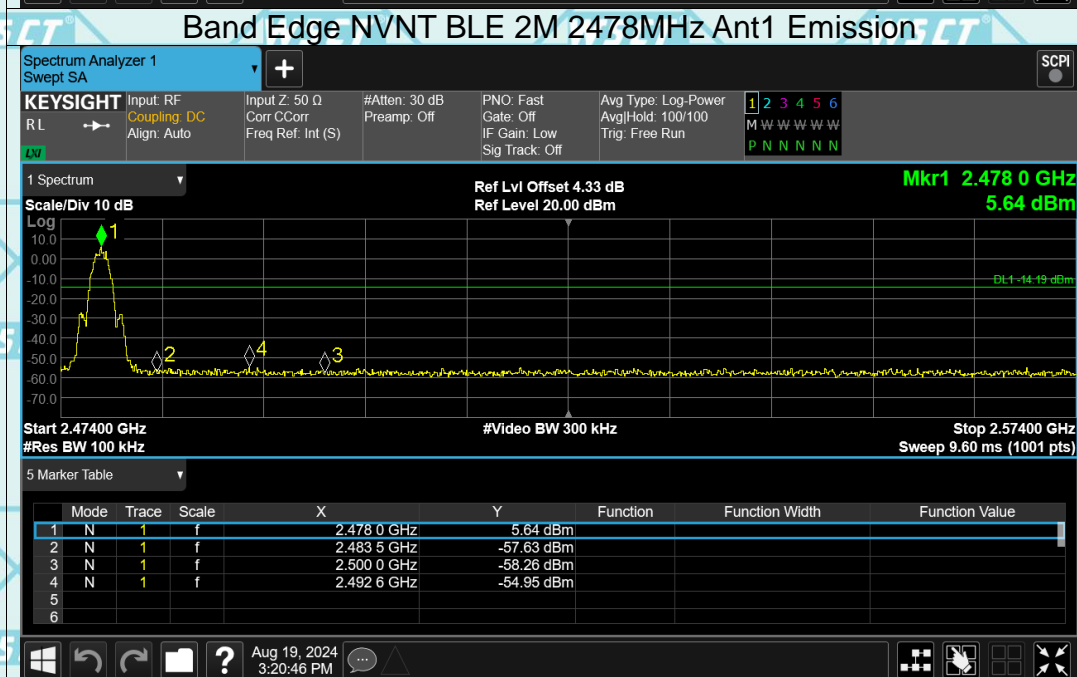 Band Edge NVNT BLE 2M 2478MHz Ant1 Emission
Spectrum Analyzer 1
Swept SA
+
SCPI
KEYSIGHT
R L
LXI
Input: RF
Coupling: DC
Align: Auto
Input Z: 50 Ω
Corr CCorr
Freq Ref: Int (S)
#Atten: 30 dB
Preamp: Off
PNO: Fast
Gate: Off
IF Gain: Low
Sig Track: Off
Avg Type: Log-Power
Avg|Hold: 100/100
Trig: Free Run
1 2 3 4 5 6
M W W W W W
P N N N N N
1 Spectrum
Scale/Div 10 dB
Ref Lvl Offset 4.33 dB
Ref Level 20.00 dBm
Mkr1 2.478 0 GHz
5.64 dBm
Log
10.0
0.00
-10.0
-20.0
-30.0
-40.0
-50.0
-60.0
-70.0
1
2
4
3
DL1 -14.19 dBm
Start 2.47400 GHz
#Video BW 300 kHz
Stop 2.57400 GHz
#Res BW 100 kHz
Sweep 9.60 ms (1001 pts)
5 Marker Table
Mode Trace Scale X Y Function Function Width Function Value
1 N 1 f 2.478 0 GHz 5.64 dBm
2 N 1 f 2.483 5 GHz -57.63 dBm
3 N 1 f 2.500 0 GHz -58.26 dBm
4 N 1 f 2.492 6 GHz -54.95 dBm
5
6
?
Aug 19, 2024
3:20:46 PM